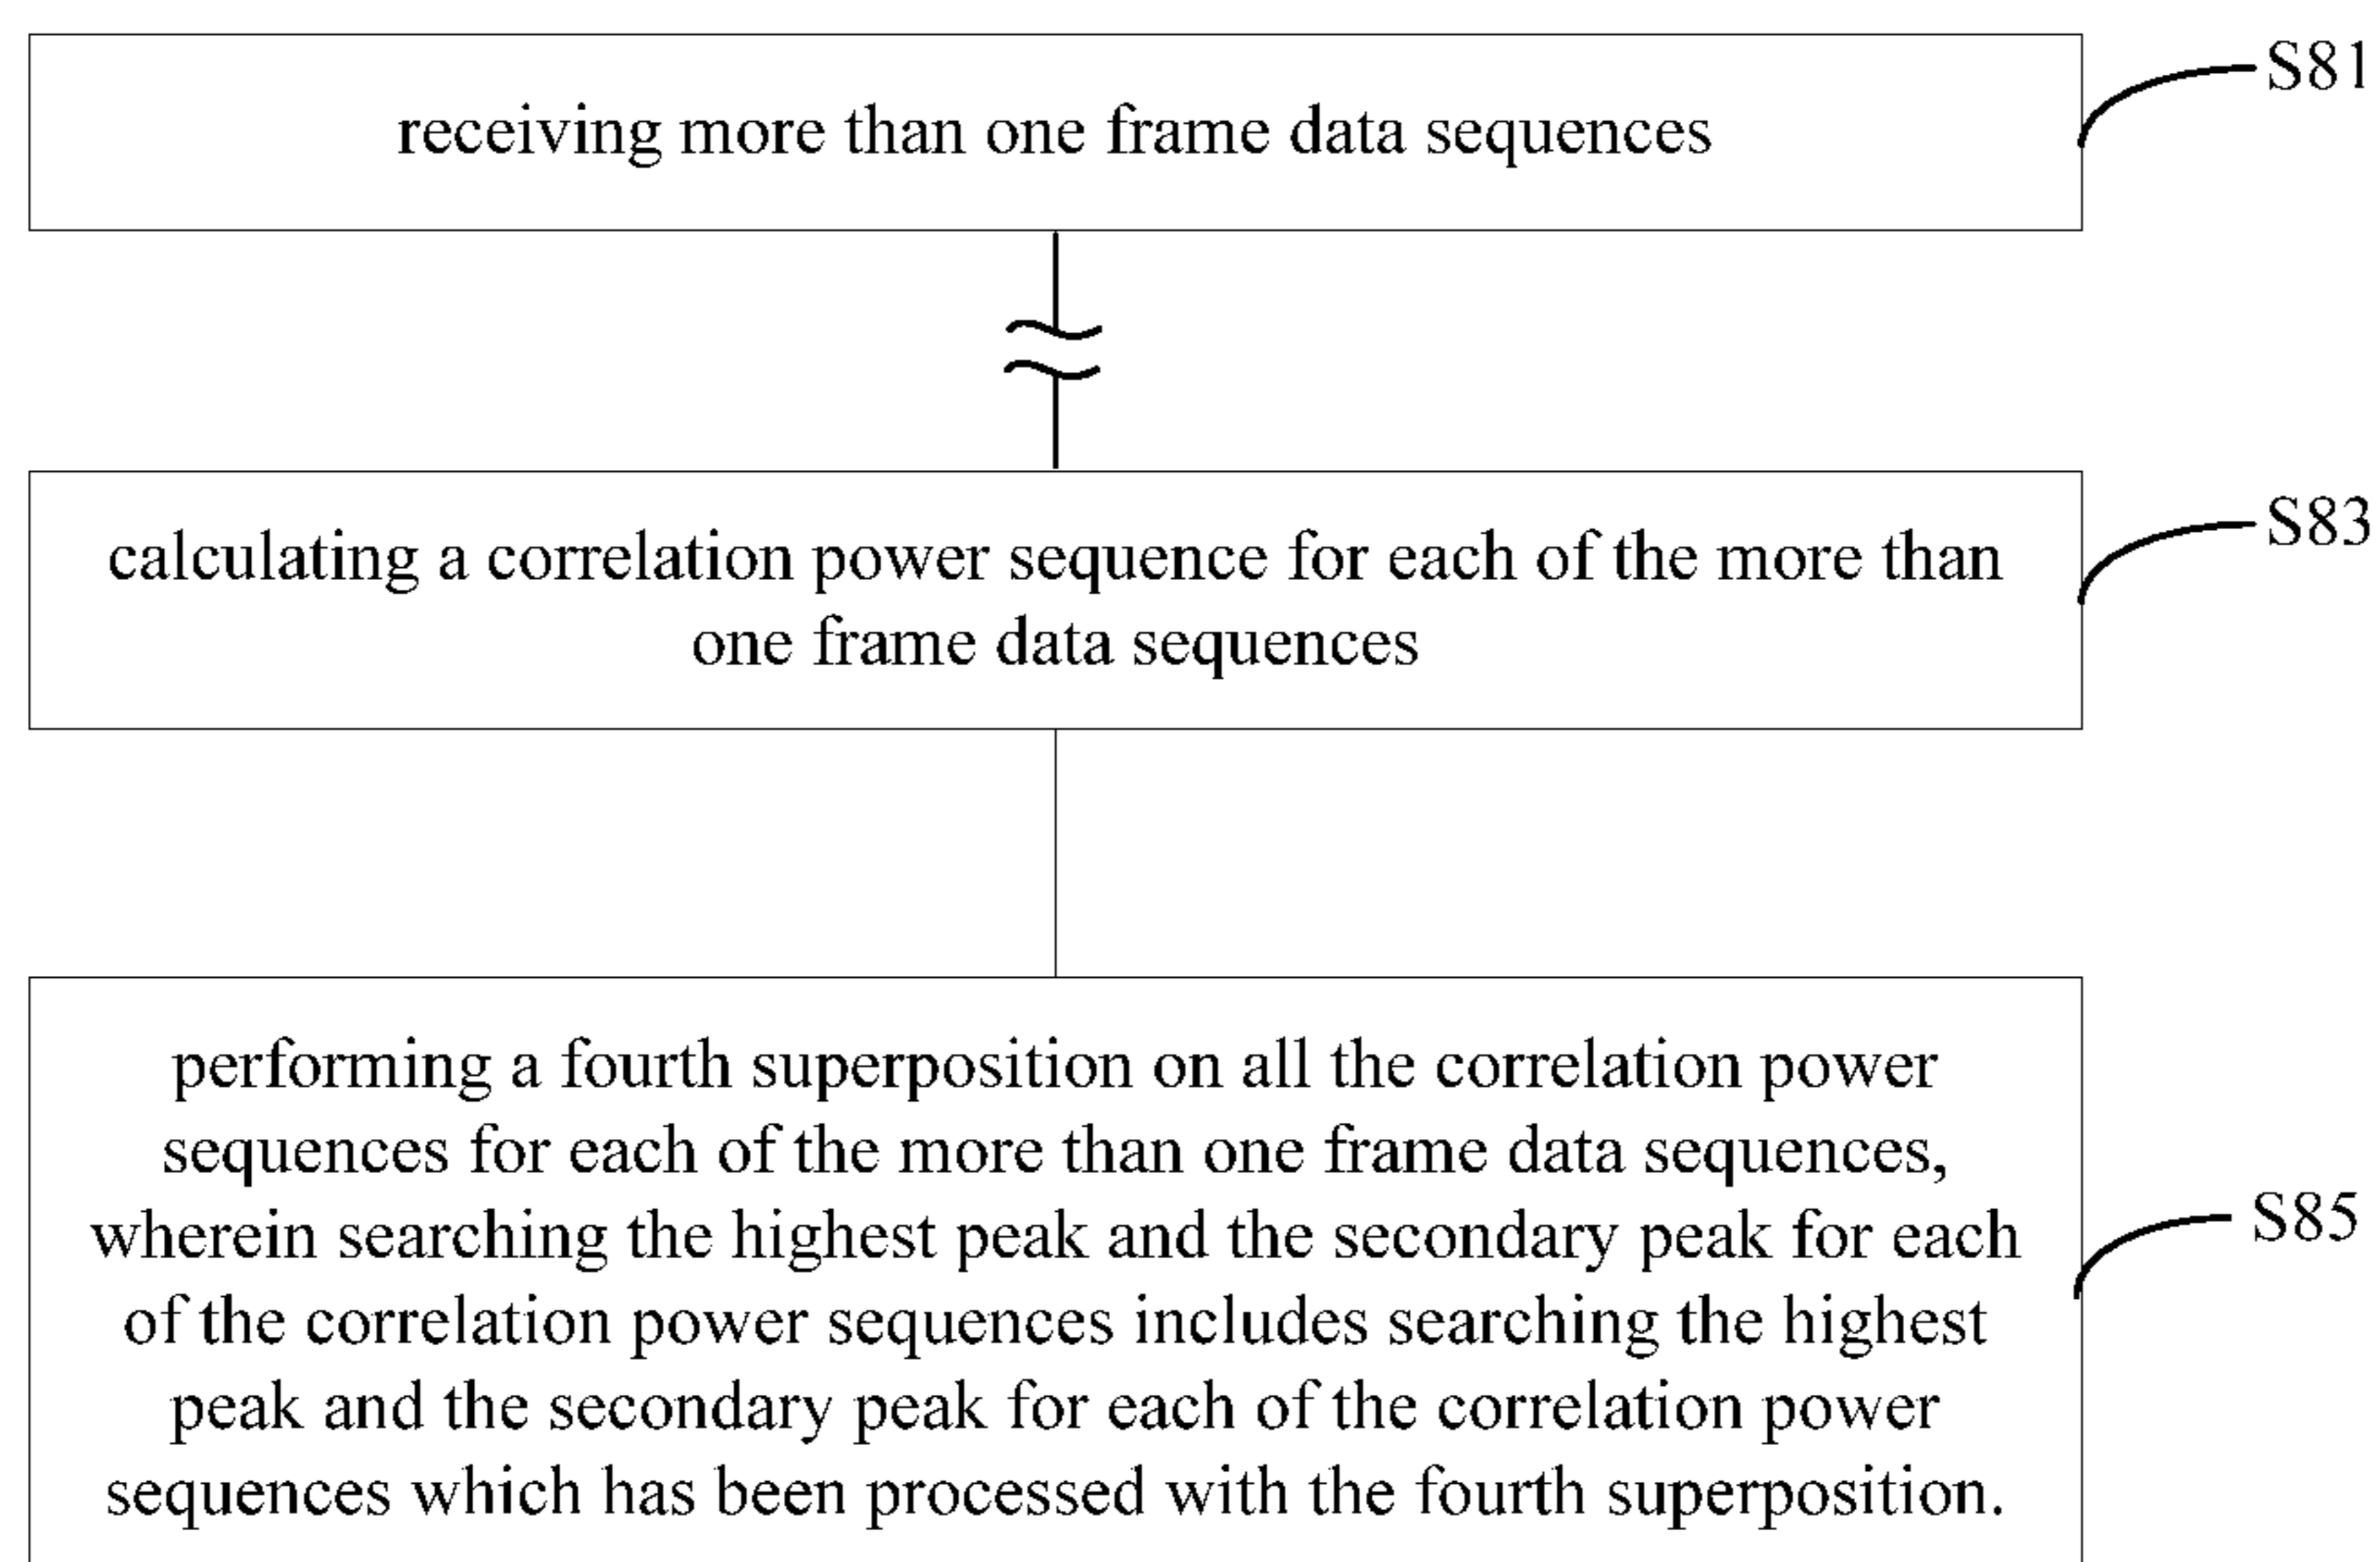 S81
receiving more than one frame data sequences
S83
calculating a correlation power sequence for each of the more than
one frame data sequences
performing a fourth superposition on all the correlation power
sequences for each of the more than one frame data sequences,
wherein searching the highest peak and the secondary peak for each
S85
of the correlation power sequences includes searching the highest
peak and the secondary peak for each of the correlation power
sequences which has been processed with the fourth superposition.